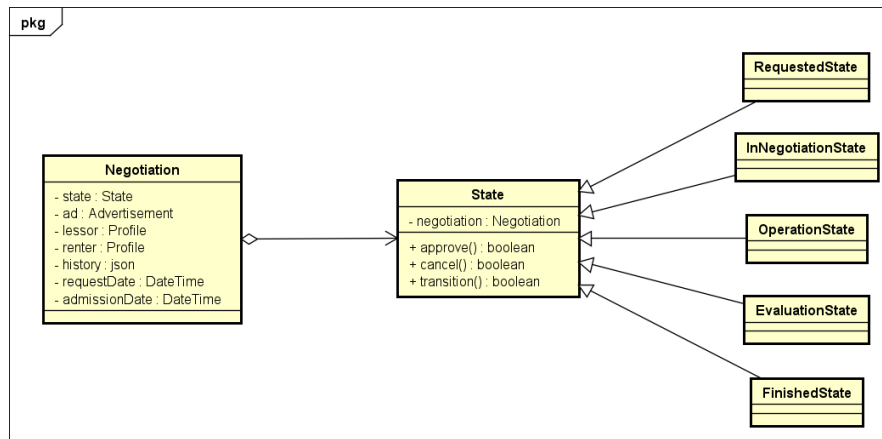 pkg
Negotiation
- state : State
- ad : Advertisement
- lessor : Profile
- renter : Profile
- history : json
- requestDate : DateTime
- admissionDate : DateTime
State
- negotiation : Negotiation
+ approve() : boolean
+ cancel() : boolean
+ transition() : boolean
RequestedState
InNegotiationState
OperationState
EvaluationState
FinishedState